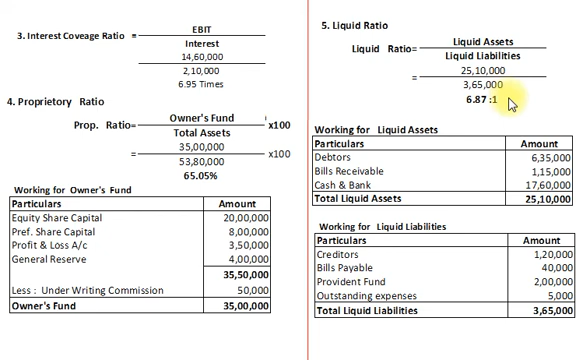 3. Interest Coveage Ratio = EBIT
Interest
14,60,000
2,10,000
6.95 Times
4. Proprietory Ratio
Prop. Ratio= Owner's Fund x100
Total Assets
= 35,00,000 x100
53,80,000
65.05%
Working for Owner's Fund
Particulars Amount
Equity Share Capital 20,00,000
Pref. Share Capital 8,00,000
Profit & Loss A/c 3,50,000
General Reserve 4,00,000
35,50,000
Less : Under Writing Commission 50,000
Owner's Fund 35,00,000
5. Liquid Ratio
Liquid Ratio= Liquid Assets
Liquid Liabilities
= 25,10,000
3,65,000
6.87 :1
Working for Liquid Assets
Particulars Amount
Debtors 6,35,000
Bills Receivable 1,15,000
Cash & Bank 17,60,000
Total Liquid Assets 25,10,000
Working for Liquid Liabilities
Particulars Amount
Creditors 1,20,000
Bills Payable 40,000
Provident Fund 2,00,000
Outstanding expenses 5,000
Total Liquid Liabilities 3,65,000